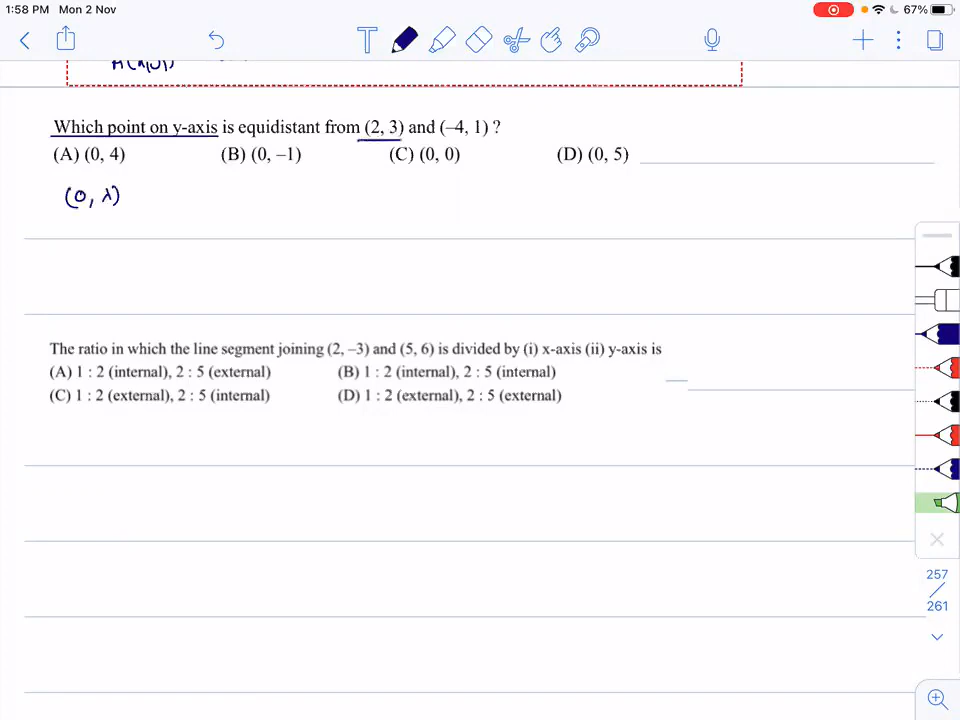 1:58 PM Mon 2 Nov
67%
T
Which point on y-axis is equidistant from (2, 3) and (–4, 1) ?
(A) (0, 4) (B) (0, –1) (C) (0, 0) (D) (0, 5)
(0, λ)
The ratio in which the line segment joining (2, –3) and (5, 6) is divided by (i) x-axis (ii) y-axis is
(A) 1 : 2 (internal), 2 : 5 (external) (B) 1 : 2 (internal), 2 : 5 (internal)
(C) 1 : 2 (external), 2 : 5 (internal) (D) 1 : 2 (external), 2 : 5 (external)
257
/
261